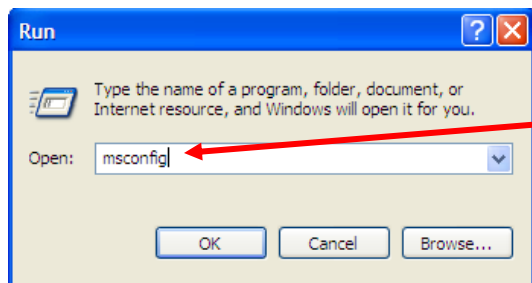 Run
Type the name of a program, folder, document, or
Internet resource, and Windows will open it for you.
Open: msconfig
OK Cancel Browse...